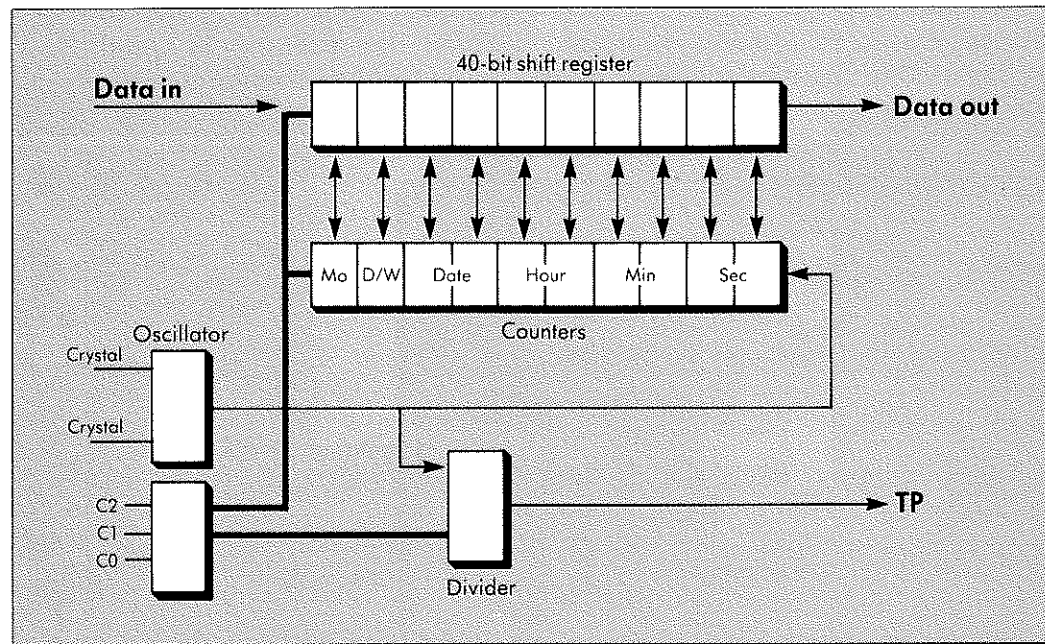 40-bit shift register
Data in
Data out
Mo D/W Date Hour Min Sec
Counters
Oscillator
Crystal
Crystal
C2
C1
C0
TP
Divider